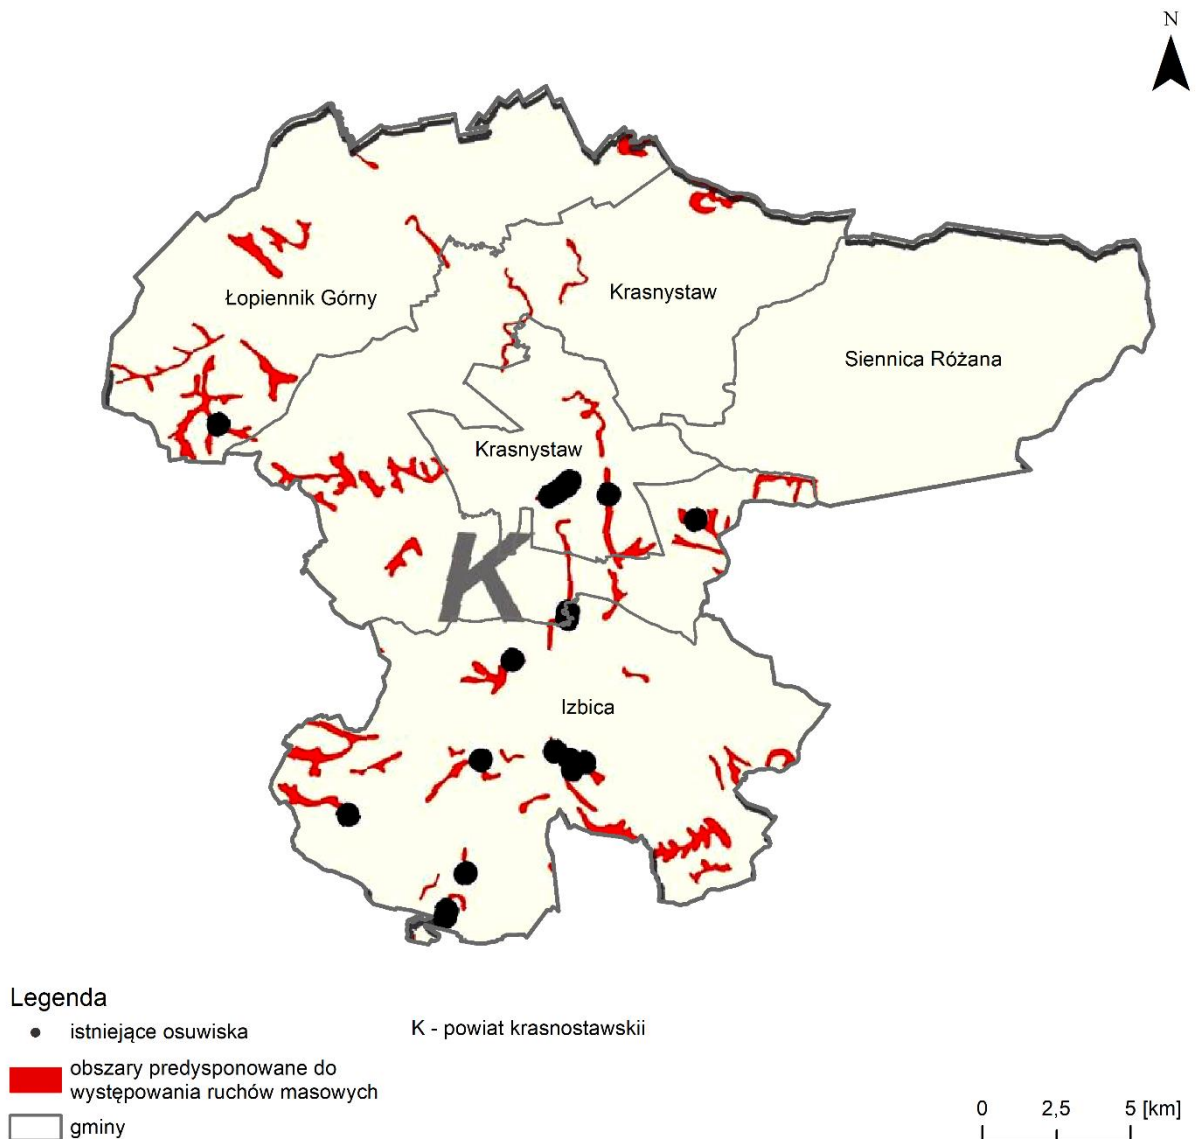 N
Łopiennik Górny
Krasnystaw
Siennica Różana
Krasnystaw
K
Izbica
Legenda
istniejące osuwiska
K - powiat krasnostawskii
obszary predysponowane do
występowania ruchów masowych
gminy
0 2,5 5 [km]